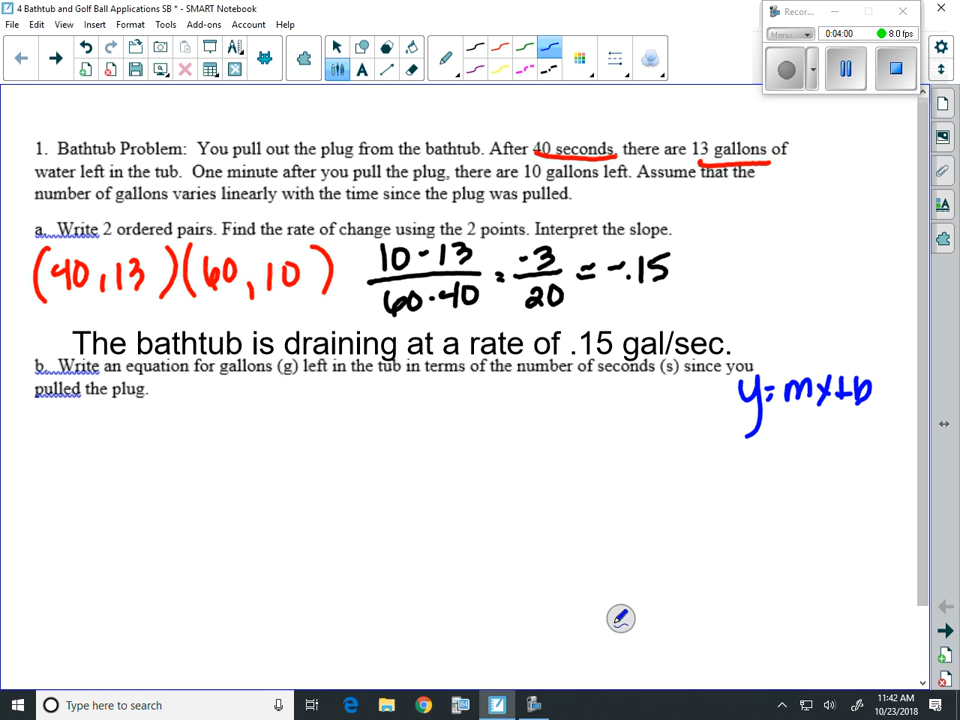 4 Bathtub and Golf Ball Applications SB * - SMART Notebook
File Edit View Insert Format Tools Add-ons Account Help
Recor...
Menu 0:04:00 8.0 fps
1. Bathtub Problem: You pull out the plug from the bathtub. After 40 seconds, there are 13 gallons of
water left in the tub. One minute after you pull the plug, there are 10 gallons left. Assume that the
number of gallons varies linearly with the time since the plug was pulled.
a. Write 2 ordered pairs. Find the rate of change using the 2 points. Interpret the slope.
(40,13)(60,10) 10-13/60-40 = -3/20 = -.15
The bathtub is draining at a rate of .15 gal/sec.
b. Write an equation for gallons (g) left in the tub in terms of the number of seconds (s) since you
pulled the plug.
y=mx+b
Type here to search
11:42 AM
10/23/2018